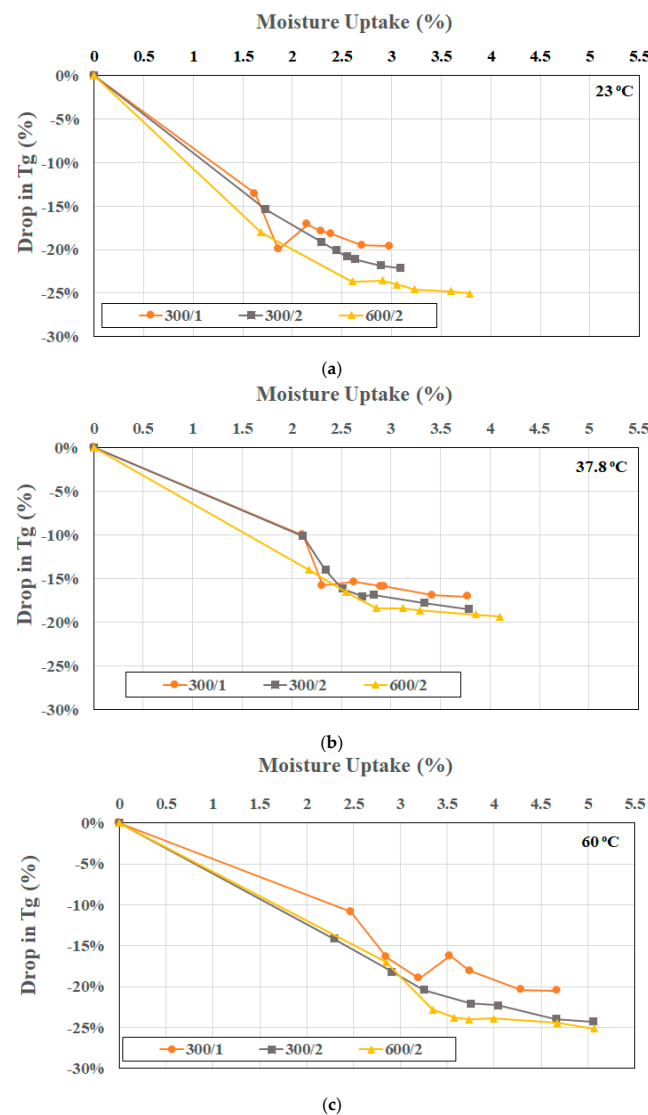 Moisture Uptake (%)
0 0.5 1 1.5 2 2.5 3 3.5 4 4.5 5 5.5
0%
23 ⁰C
-5%
-10%
-15%
-20%
-25%
-30%
Drop in Tg (%)
300/1 300/2 600/2
(a)
Moisture Uptake (%)
0 0.5 1 1.5 2 2.5 3 3.5 4 4.5 5 5.5
0%
37.8 ⁰C
-5%
-10%
-15%
-20%
-25%
-30%
Drop in Tg (%)
300/1 300/2 600/2
(b)
Moisture Uptake (%)
0 0.5 1 1.5 2 2.5 3 3.5 4 4.5 5 5.5
0%
60 ⁰C
-5%
-10%
-15%
-20%
-25%
-30%
Drop in Tg (%)
300/1 300/2 600/2
(c)